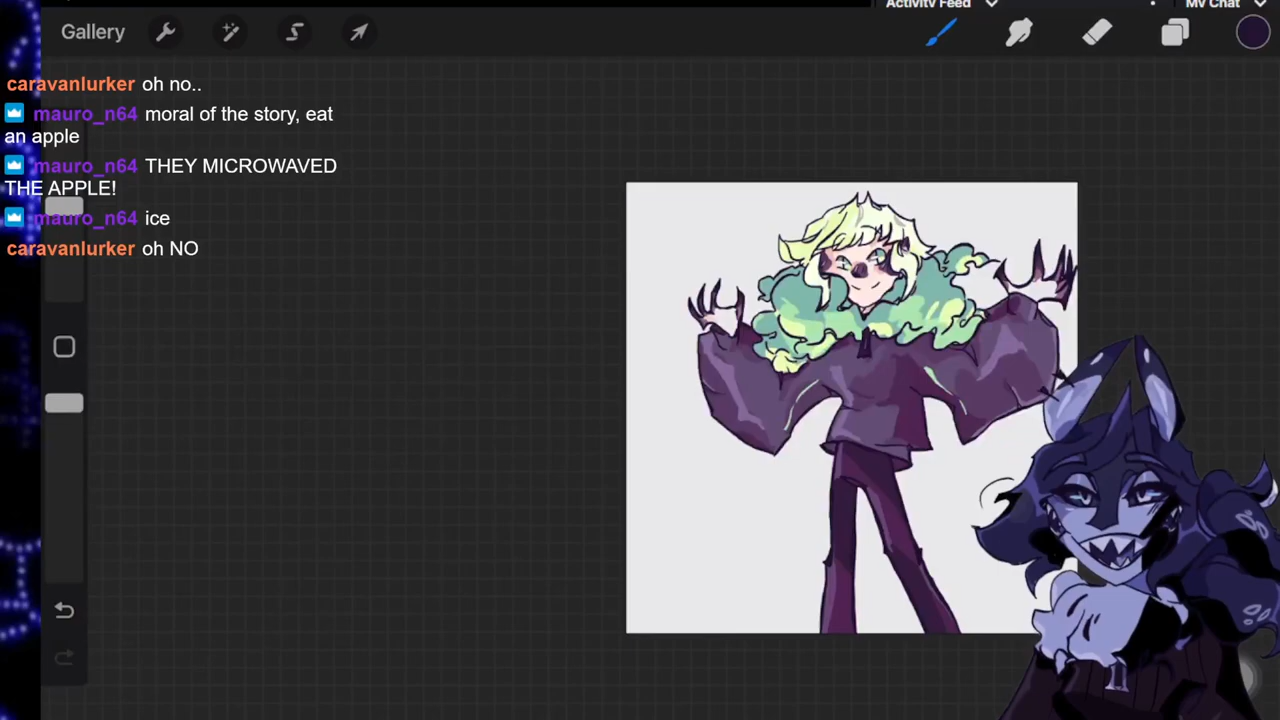 Activity Feed
My Chat
Gallery
caravanlurker oh no..
mauro_n64 moral of the story, eat
an apple
mauro_n64 THEY MICROWAVED
THE APPLE!
mauro_n64 ice
caravanlurker oh NO